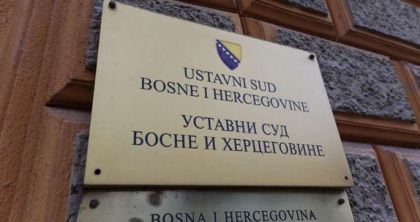 USTAVNI SUD
BOSNE I HERCEGOVINE
УСТАВНИ СУД
БОСНЕ И ХЕРЦЕГОВИНЕ
BOSNA I HERCEGOVINA